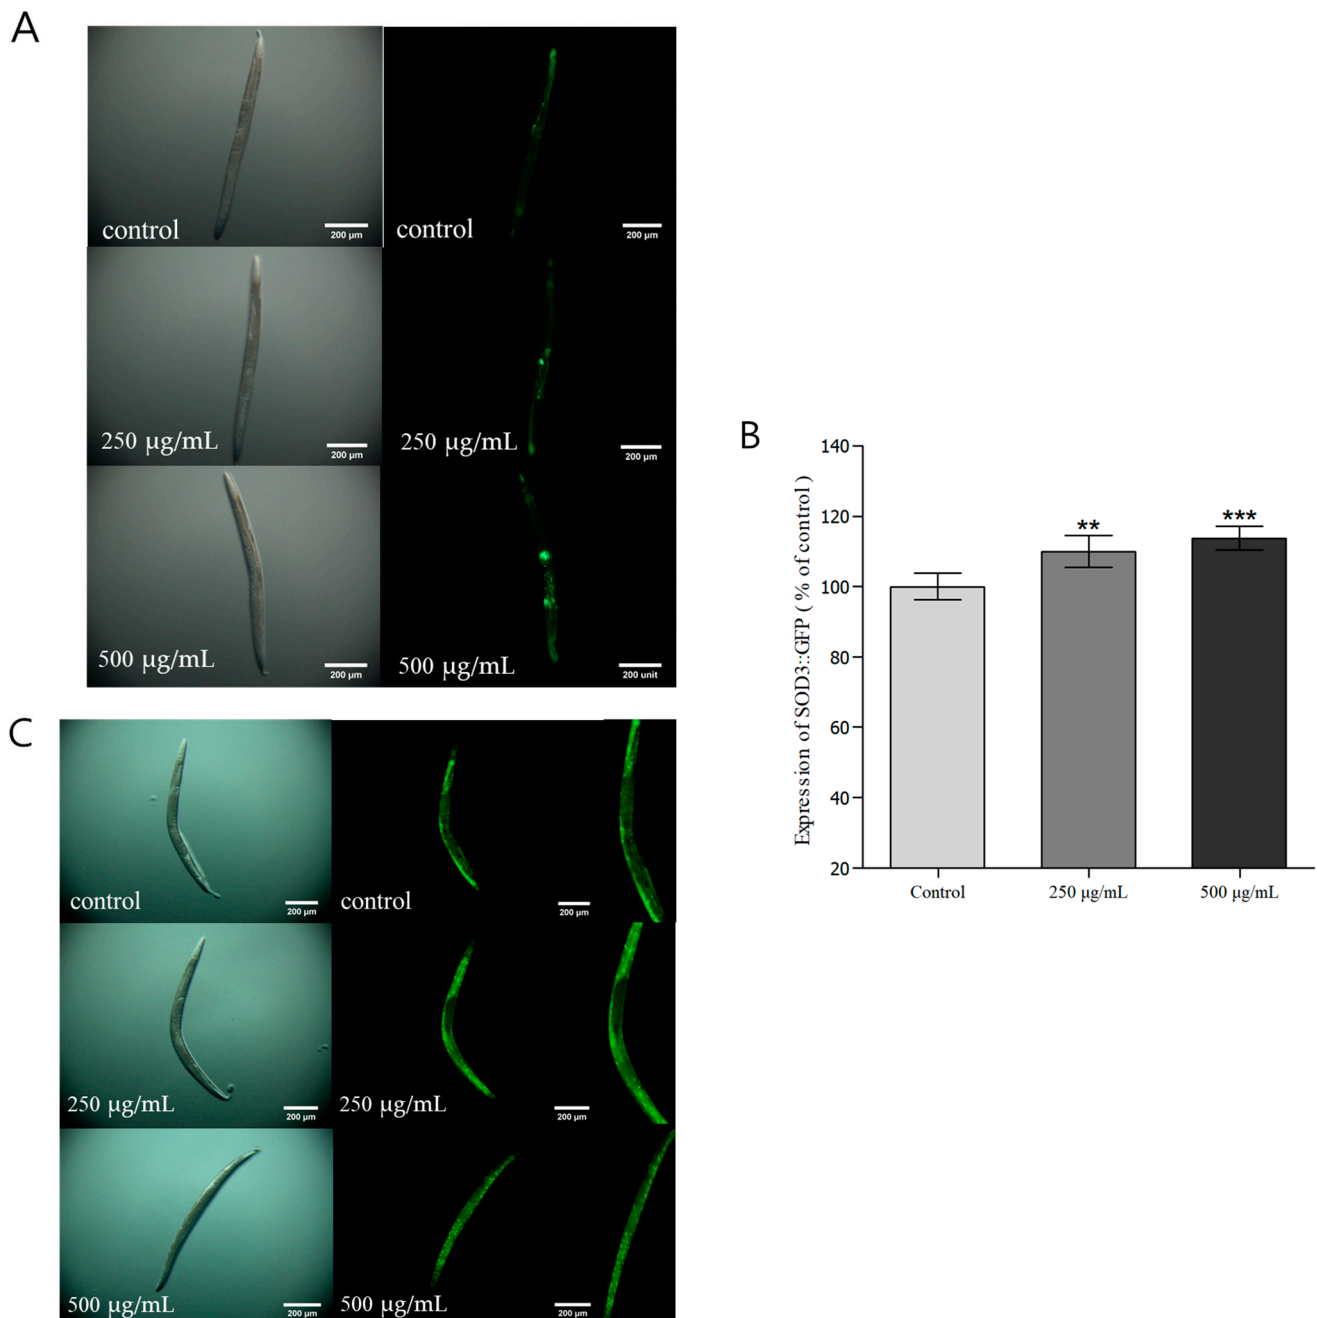 A
control
200 µm
control
200 µm
250 µg/mL
200 µm
250 µg/mL
200 µm
500 µg/mL
200 µm
500 µg/mL
200 unit
B
Expression of SOD3::GFP ( % of control )
140
120
100
80
60
40
20
**
***
Control
250 µg/mL
500 µg/mL
C
control
200 µm
control
200 µm
250 µg/mL
200 µm
250 µg/mL
200 µm
500 µg/mL
200 µm
500 µg/mL
200 µm